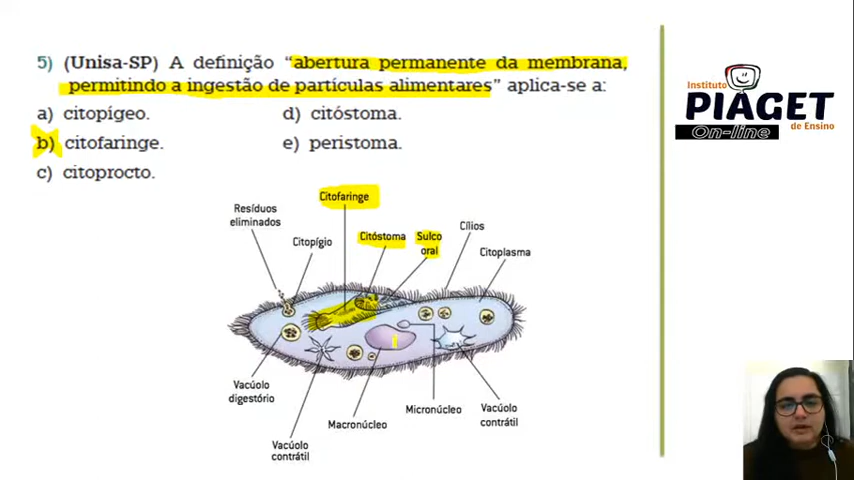 5) (Unisa-SP) A definição “abertura permanente da membrana,
permitindo a ingestão de partículas alimentares” aplica-se a:
a) citopígeo.
b) citofaringe.
c) citoprocto.
d) citóstoma.
e) peristoma.
Citofaringe
Resíduos
eliminados
Citopígio
Citóstoma
Sulco
oral
Cílios
Citoplasma
Vacúolo
digestório
Vacúolo
contrátil
Macronúcleo
Micronúcleo
Vacúolo
contrátil
Instituto
PIAGET
On-line
de Ensino